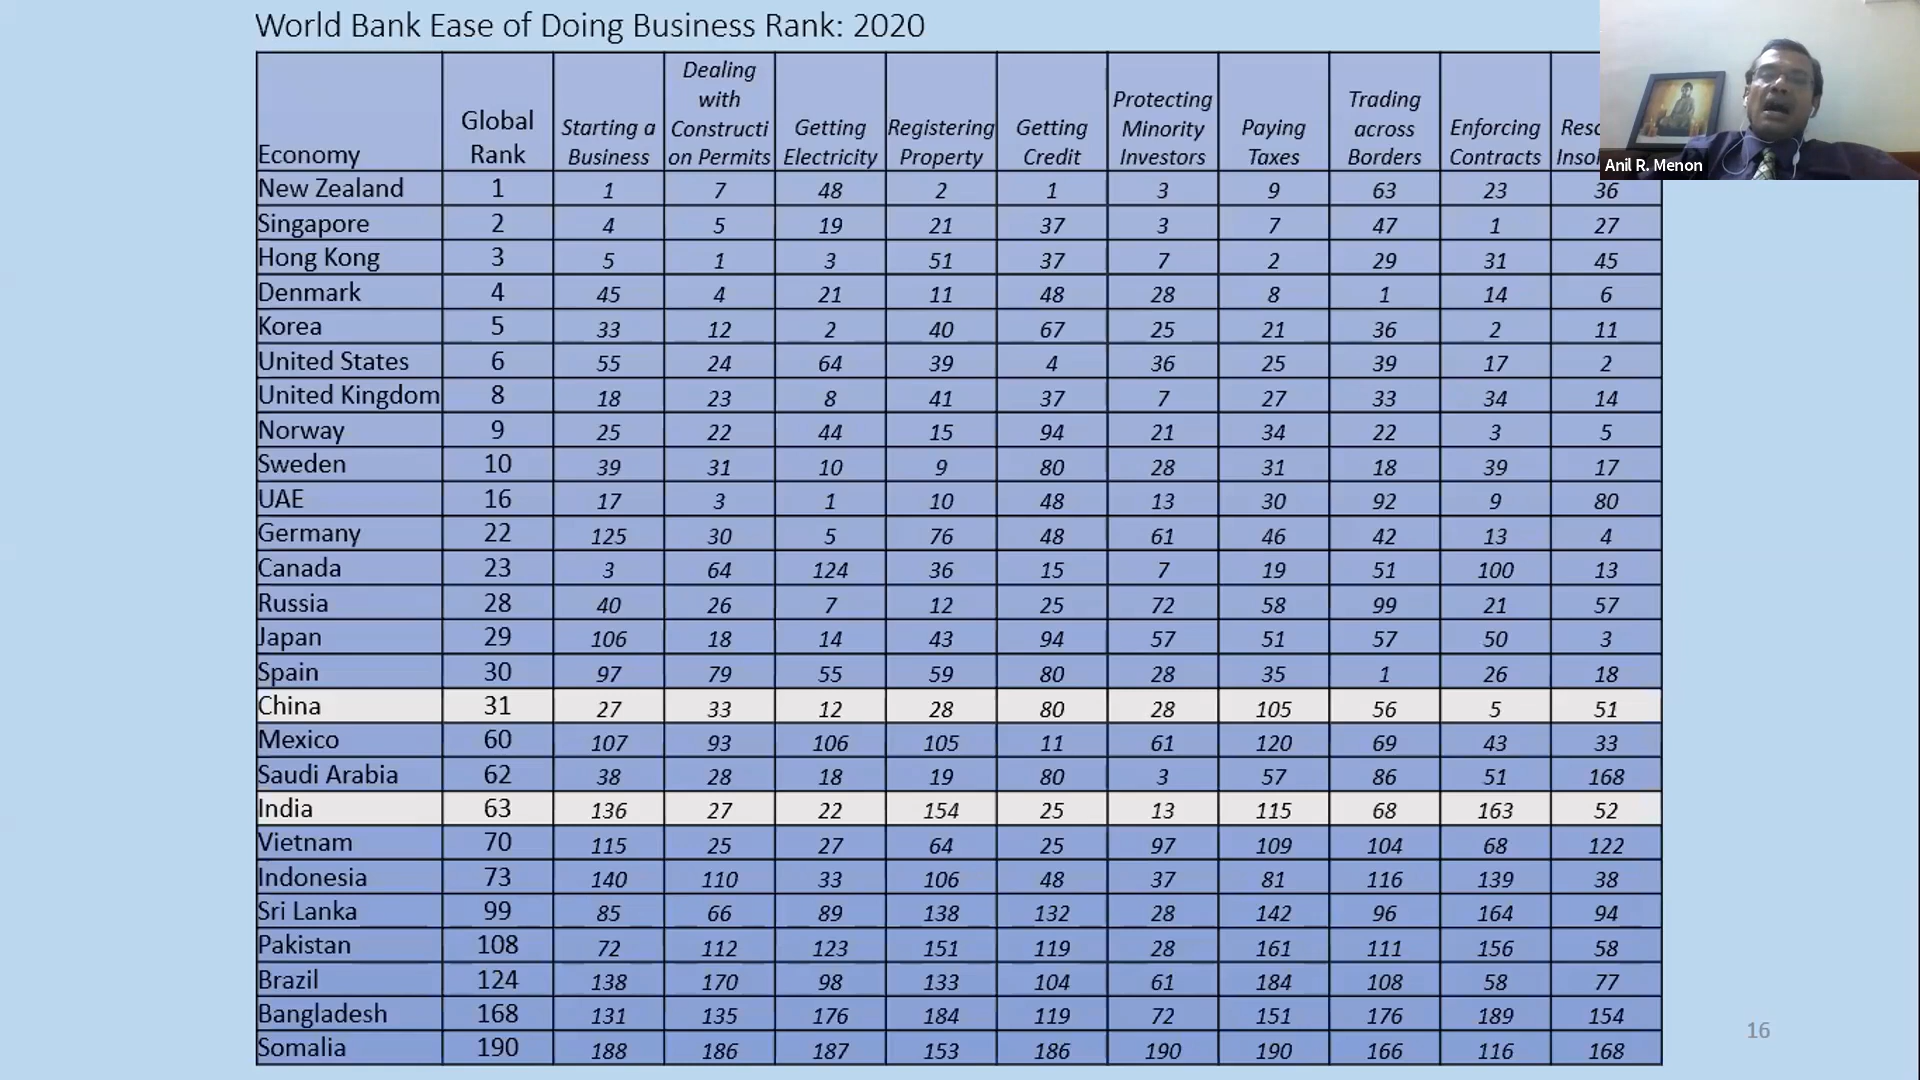 World Bank Ease of Doing Business Rank: 2020
Economy Global Rank Starting a Business Dealing with Constructi on Permits Getting Electricity Registering Property Getting Credit Protecting Minority Investors Paying Taxes Trading across Borders Enforcing Contracts
New Zealand 1 1 7 48 2 1 3 9 63 23 36
Singapore 2 4 5 19 21 37 3 7 47 1 27
Hong Kong 3 5 1 3 51 37 7 2 29 31 45
Denmark 4 45 4 21 11 48 28 8 1 14 6
Korea 5 33 12 2 40 67 25 21 36 2 11
United States 6 55 24 64 39 4 36 25 39 17 2
United Kingdom 8 18 23 8 41 37 7 27 33 34 14
Norway 9 25 22 44 15 94 21 34 22 3 5
Sweden 10 39 31 10 9 80 28 31 18 39 17
UAE 16 17 3 1 10 48 13 30 92 9 80
Germany 22 125 30 5 76 48 61 46 42 13 4
Canada 23 3 64 124 36 15 7 19 51 100 13
Russia 28 40 26 7 12 25 72 58 99 21 57
Japan 29 106 18 14 43 94 57 51 57 50 3
Spain 30 97 79 55 59 80 28 35 1 26 18
China 31 27 33 12 28 80 28 105 56 5 51
Mexico 60 107 93 106 105 11 61 120 69 43 33
Saudi Arabia 62 38 28 18 19 80 3 57 86 51 168
India 63 136 27 22 154 25 13 115 68 163 52
Vietnam 70 115 25 27 64 25 97 109 104 68 122
Indonesia 73 140 110 33 106 48 37 81 116 139 38
Sri Lanka 99 85 66 89 138 132 28 142 96 164 94
Pakistan 108 72 112 123 151 119 28 161 111 156 58
Brazil 124 138 170 98 133 104 61 184 108 58 77
Bangladesh 168 131 135 176 184 119 72 151 176 189 154
Somalia 190 188 186 187 153 186 190 190 166 116 168
Anil R. Menon
16